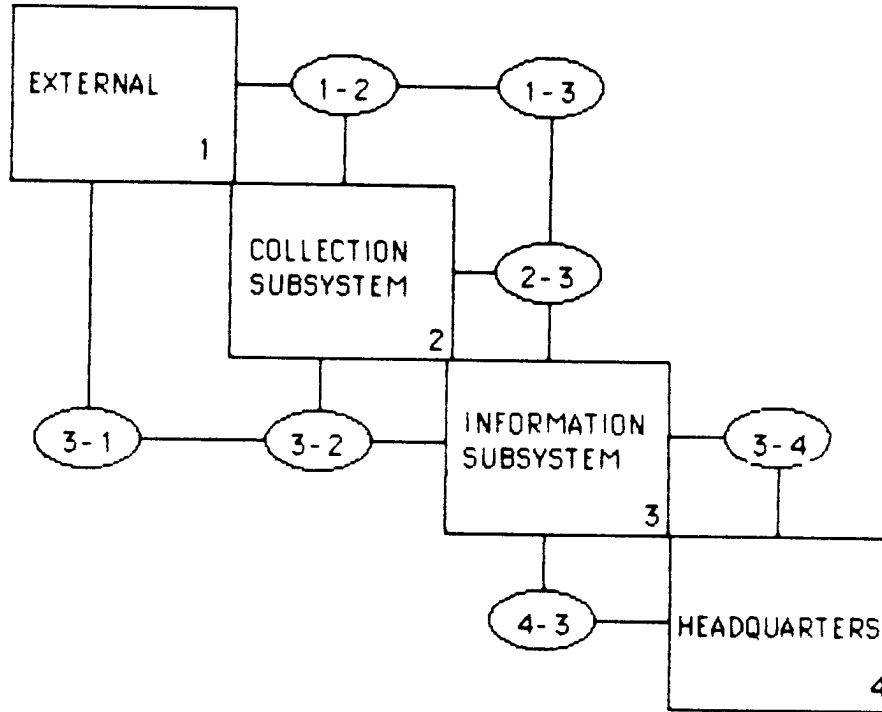 EXTERNAL
1
1-2
1-3
COLLECTION
SUBSYSTEM
2
2-3
3-1
3-2
INFORMATION
SUBSYSTEM
3
3-4
4-3
HEADQUARTERS
4